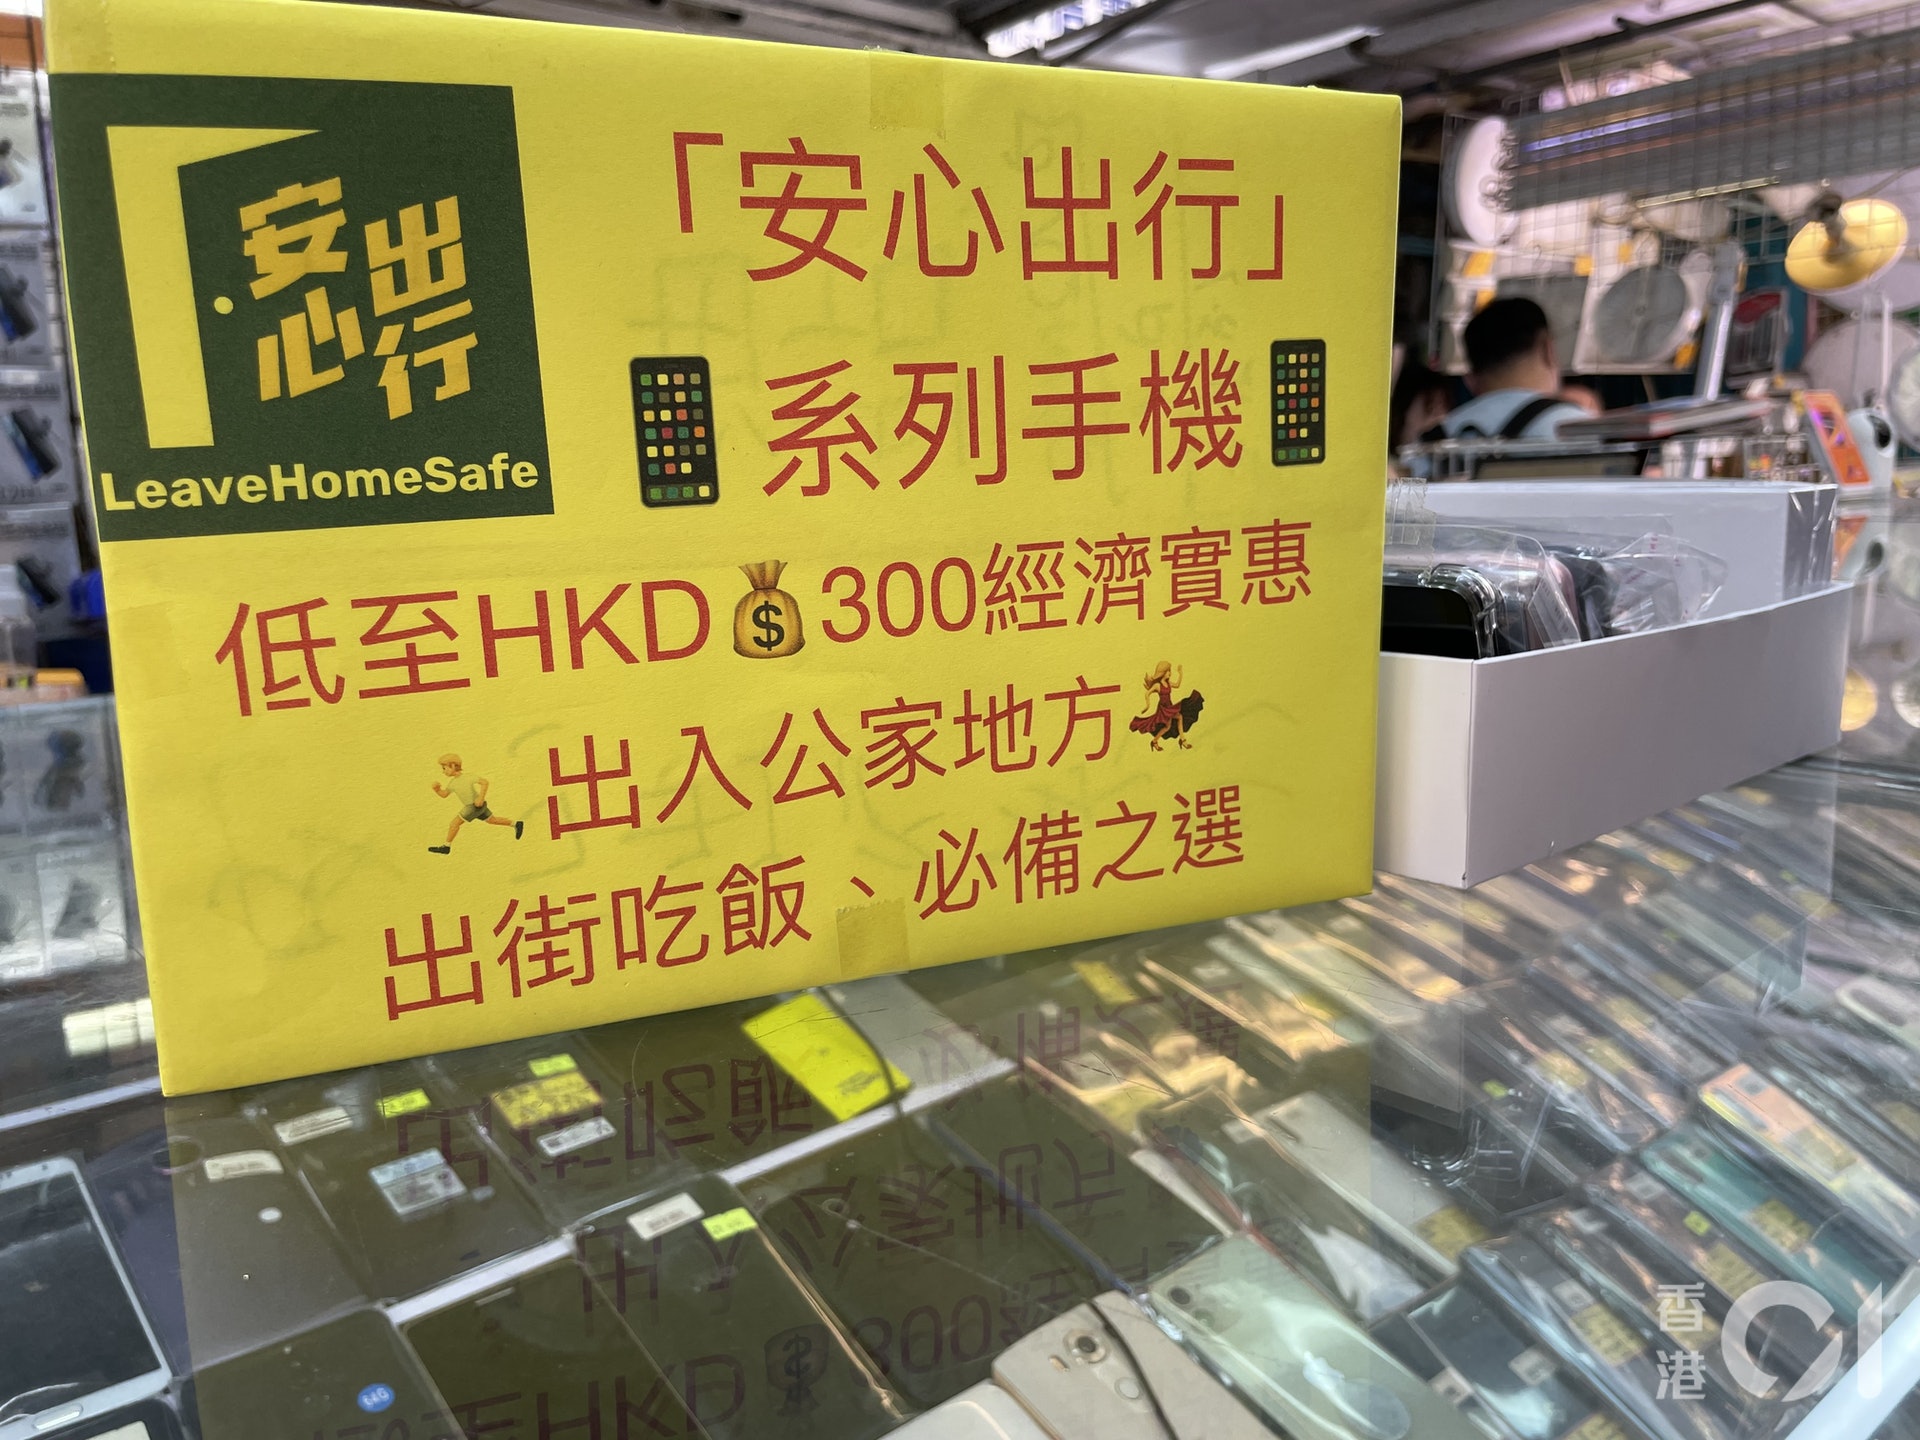 安心出行
LeaveHomeSafe
「安心出行」
系列手機
低至HKD💰300經濟實惠
出入公家地方
出街吃飯、必備之選
香港01